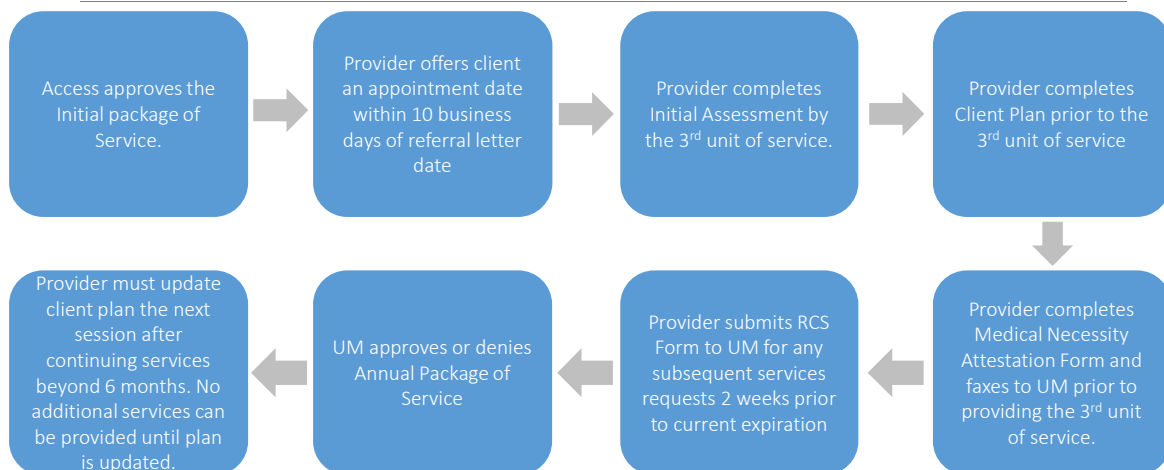 Access approves the
Initial package of
Service.
Provider offers client
an appointment date
within 10 business
days of referral letter
date
Provider completes
Initial Assessment by
the 3rd unit of service.
Provider completes
Client Plan prior to the
3rd unit of service
Provider completes
Medical Necessity
Attestation Form and
faxes to UM prior to
providing the 3rd unit
of service.
Provider submits RCS
Form to UM for any
subsequent services
requests 2 weeks prior
to current expiration
UM approves or denies
Annual Package of
Service
Provider must update
client plan the next
session after
continuing services
beyond 6 months. No
additional services can
be provided until plan
is updated.